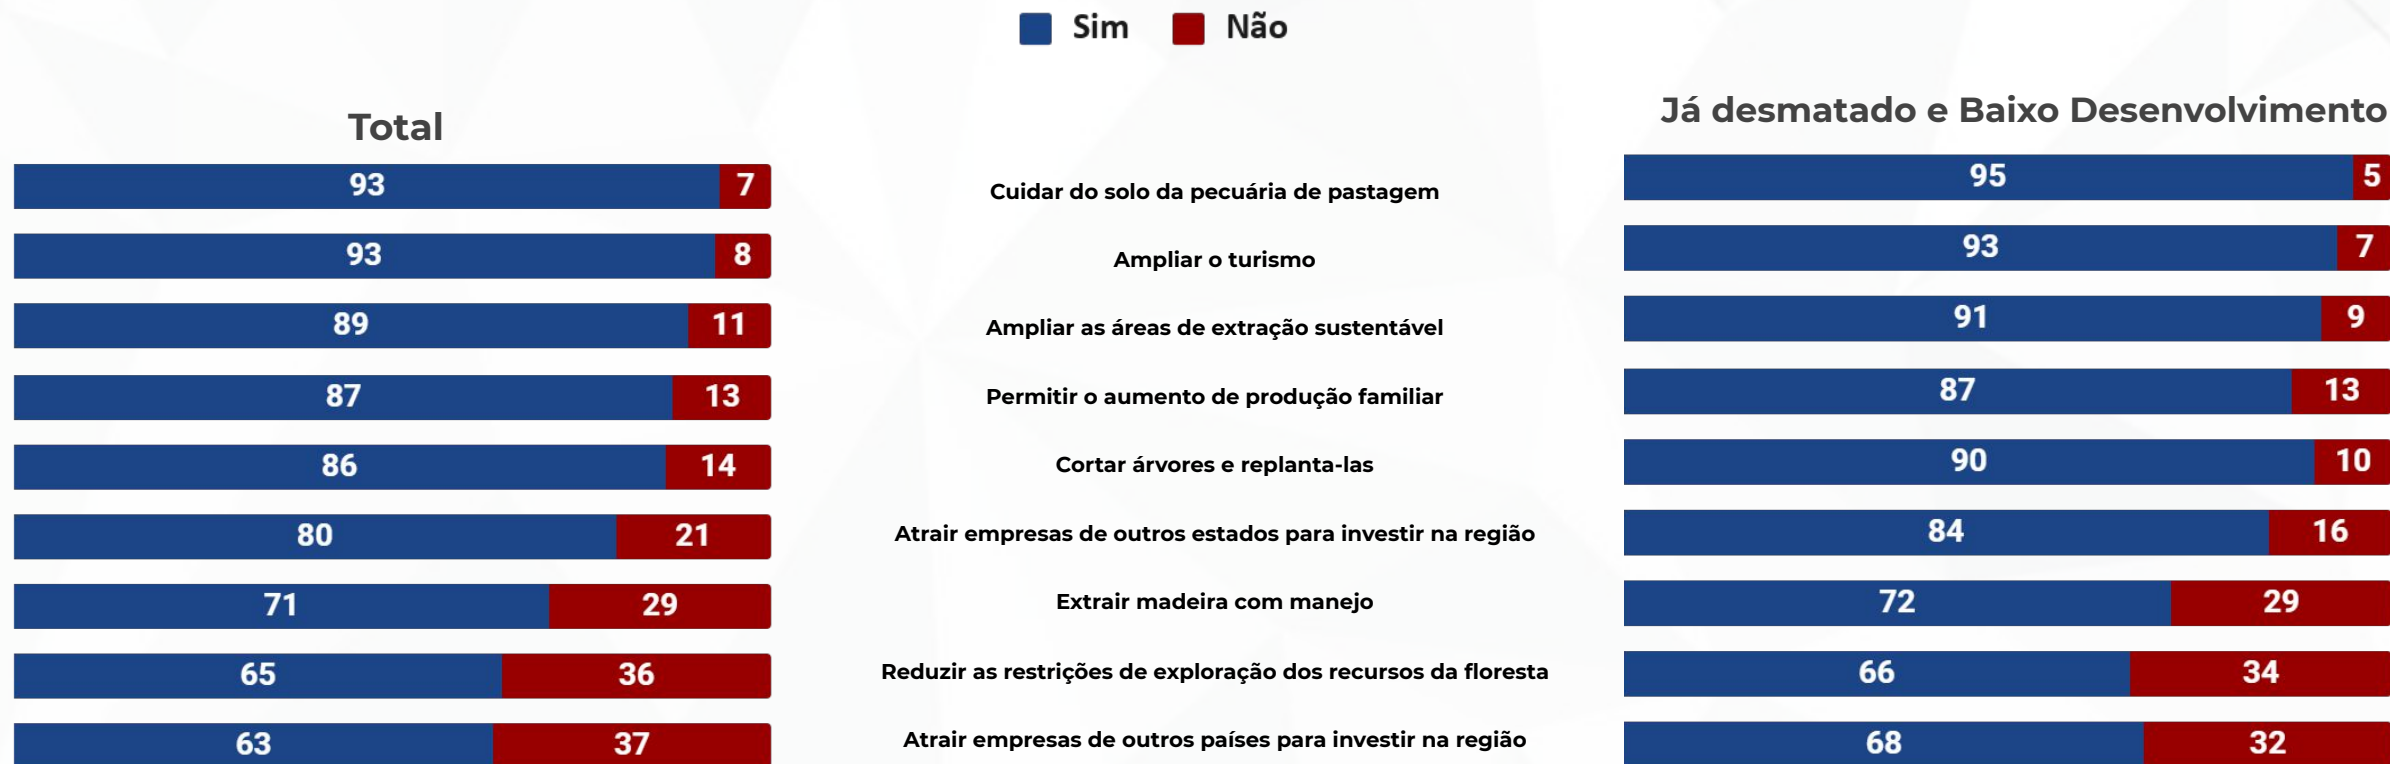 Sim Não
Total
Já desmatado e Baixo Desenvolvimento
93 7 Cuidar do solo da pecuária de pastagem 95 5
93 8 Ampliar o turismo 93 7
89 11 Ampliar as áreas de extração sustentável 91 9
87 13 Permitir o aumento de produção familiar 87 13
86 14 Cortar árvores e replanta-las 90 10
80 21 Atrair empresas de outros estados para investir na região 84 16
71 29 Extrair madeira com manejo 72 29
65 36 Reduzir as restrições de exploração dos recursos da floresta 66 34
63 37 Atrair empresas de outros países para investir na região 68 32